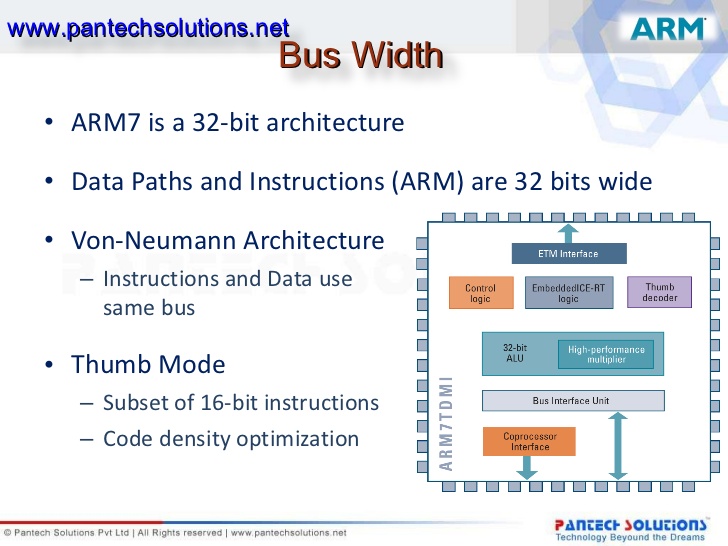 www.pantechsolutions.net
ARM
Bus Width
• ARM7 is a 32-bit architecture
• Data Paths and Instructions (ARM) are 32 bits wide
• Von-Neumann Architecture
– Instructions and Data use
same bus
• Thumb Mode
– Subset of 16-bit instructions
– Code density optimization
ETM Interface
Control
logic
EmbeddedICE-RT
logic
Thumb
decoder
32-bit
ALU
High-performance
multiplier
Bus Interface Unit
Coprocessor
Interface
ARM7TDMI
PANTECH SO
© Pantech Solutions Pvt Ltd | All Rights reserved | www.pantechsolutions.net
PANTECH SOLUTIONS
Technology Beyond the Dreams